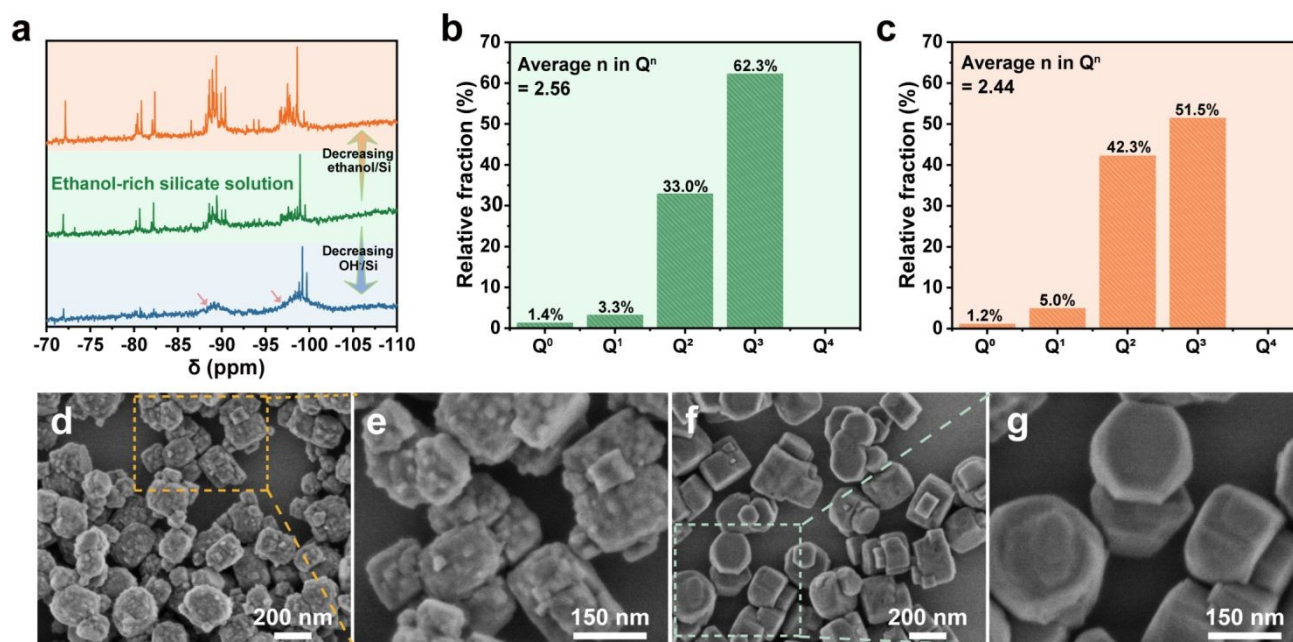 a
Decreasing
ethanol/Si
Ethanol-rich silicate solution
Decreasing
OH⁻/Si
-70 -75 -80 -85 -90 -95 -100 -105 -110
δ (ppm)
b
Average n in Qⁿ
= 2.56
Relative fraction (%)
70
60
50
40
30
20
10
0
1.4%
3.3%
33.0%
62.3%
Q⁰ Q¹ Q² Q³ Q⁴
c
Average n in Qⁿ
= 2.44
Relative fraction (%)
70
60
50
40
30
20
10
0
1.2%
5.0%
42.3%
51.5%
Q⁰ Q¹ Q² Q³ Q⁴
d
200 nm
e
150 nm
f
200 nm
g
150 nm